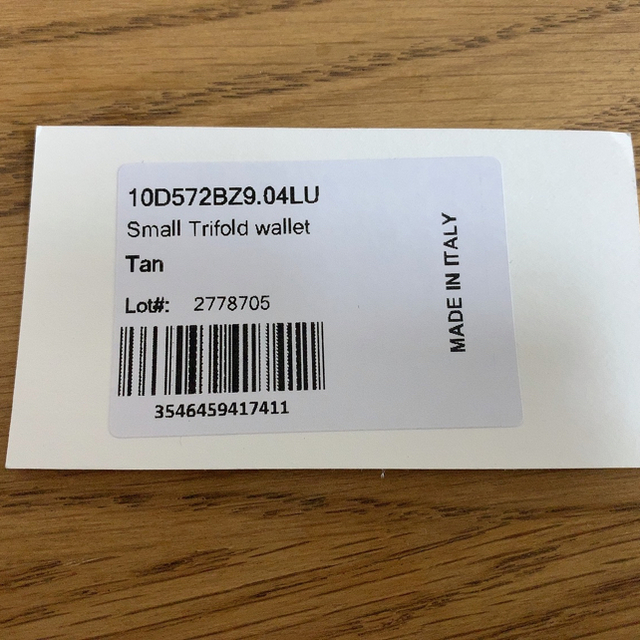 10D572BZ9.04LU
Small Trifold wallet
Tan
Lot#: 2778705
3546459417411
MADE IN ITALY